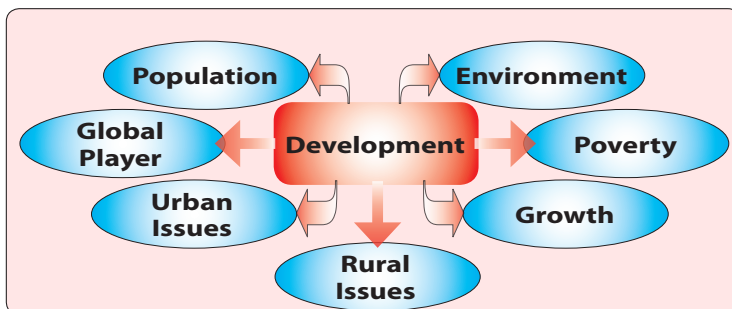 Population
Environment
Global
Player
Development
Poverty
Urban
Issues
Growth
Rural
Issues